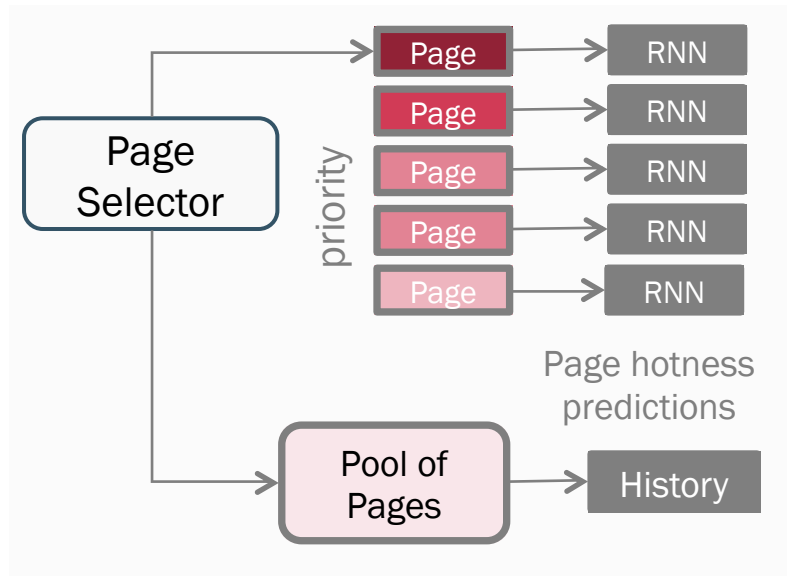 Page
Selector
priority
Page
RNN
Page
RNN
Page
RNN
Page
RNN
Page
RNN
Page hotness
predictions
Pool of
Pages
History